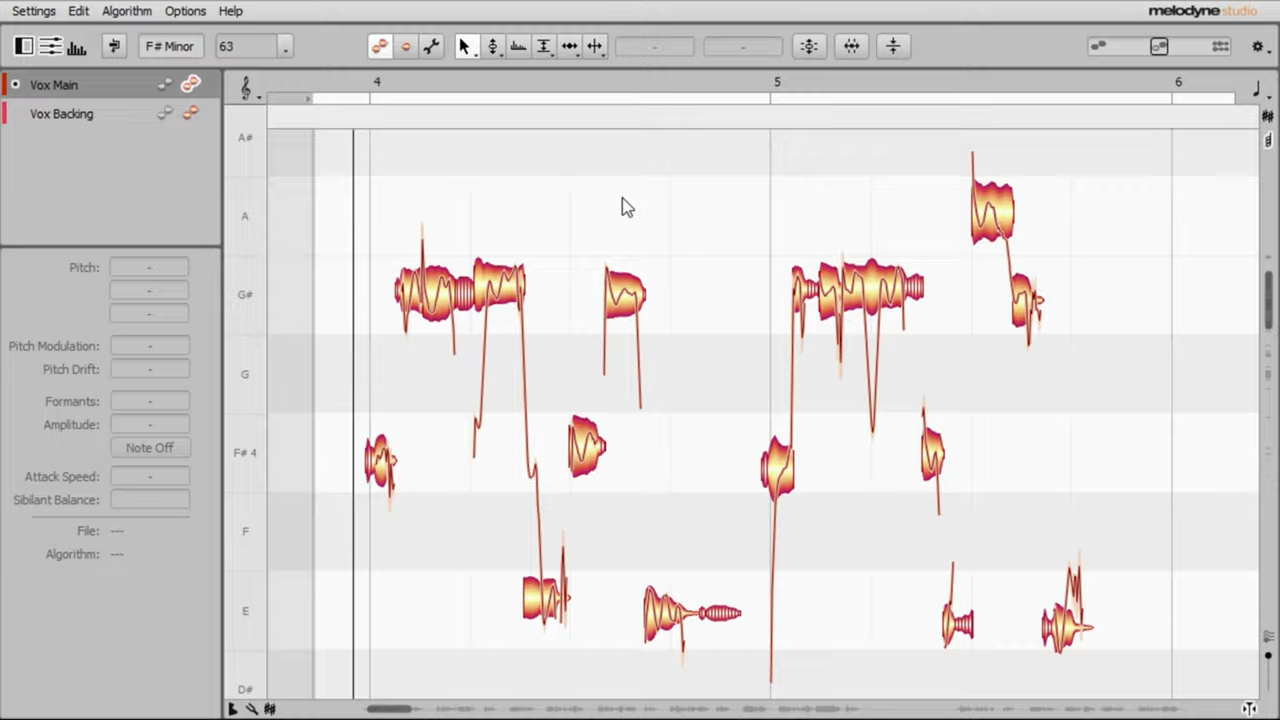 Settings Edit Algorithm Options Help
melodyne studio
F# Minor 63 - -
Vox Main
Vox Backing
4 5 6
A#
A
G#
G
F# 4
F
E
D#
Pitch: -
-
-
Pitch Modulation: -
Pitch Drift: -
Formants: -
Amplitude: -
Note Off
Attack Speed: -
Sibilant Balance:
File: ---
Algorithm: ---